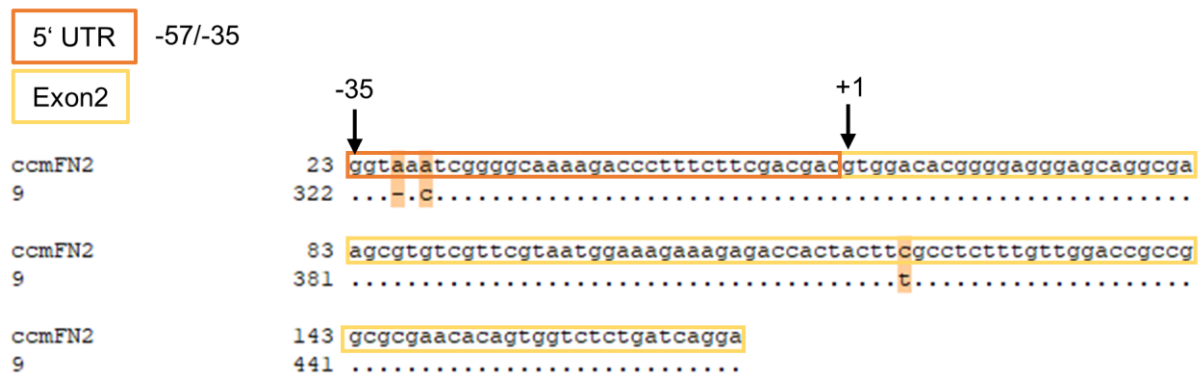 5‘ UTR -57/-35
Exon2
-35 +1
ccmFN2 23 ggtaaatcggggcaaaagaccctttcttcgacgacgtggacacggggagggagcaggcga
9 322 ...-.c......................................................
ccmFN2 83 agcgtgtcgttcgtaatggaaagaaagagaccactacttcgcctctttgttggaccgccg
9 381 .......................................t....................
ccmFN2 143 gcgcgaacacagtggtctctgatcagga
9 441 ............................